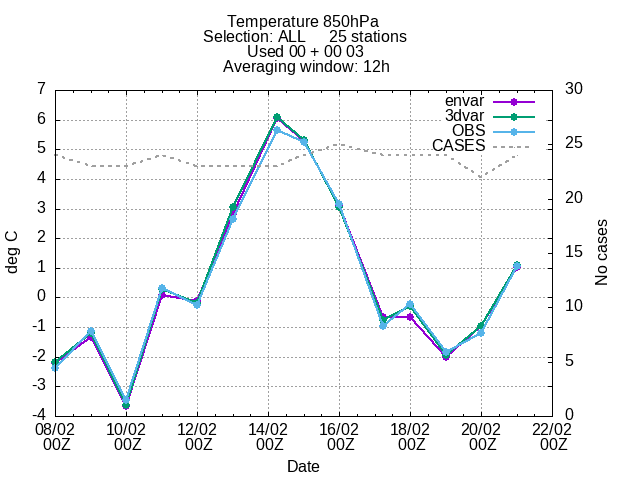 Temperature 850hPa
Selection: ALL 25 stations
Used 00 + 00 03
Averaging window: 12h
envar
3dvar
OBS
CASES
7
6
5
4
3
2
1
0
-1
-2
-3
-4
30
25
20
15
10
5
0
deg C
No cases
08/02 10/02 12/02 14/02 16/02 18/02 20/02 22/02
00Z 00Z 00Z 00Z 00Z 00Z 00Z 00Z
Date